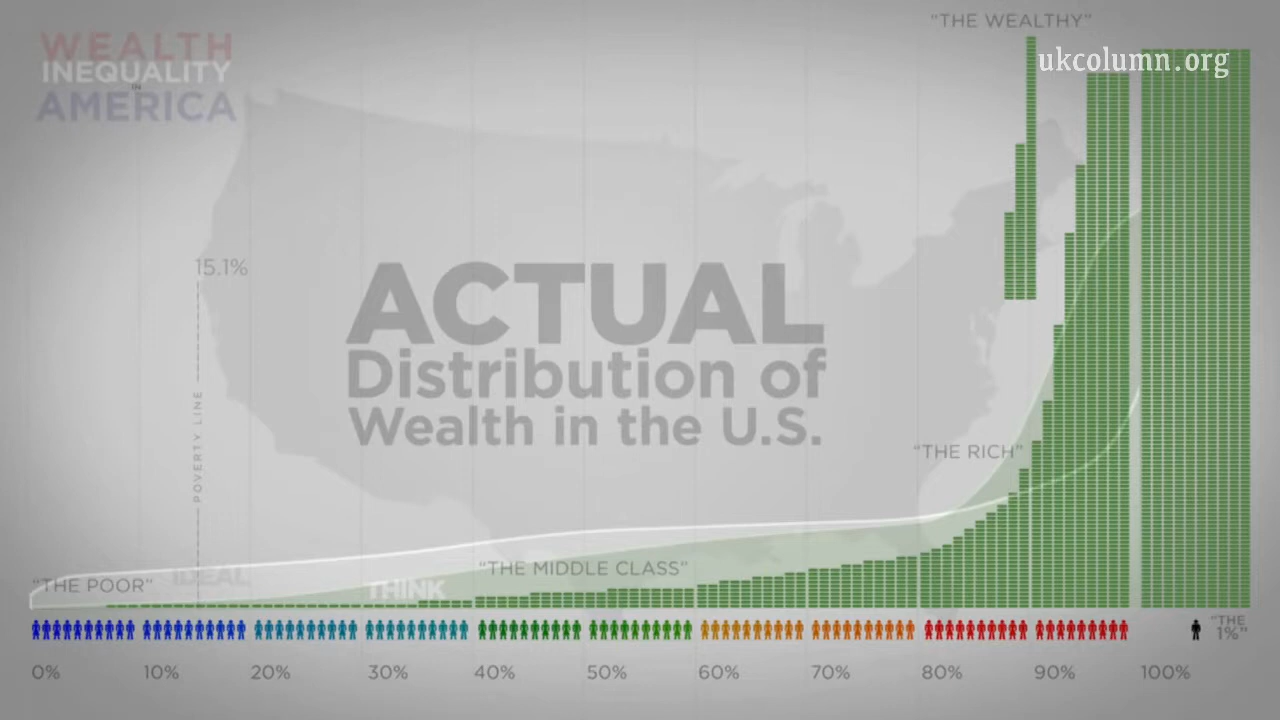 “THE WEALTHY”
WEALTH
INEQUALITY
IN
AMERICA
ukcolumn.org
15.1%
ACTUAL
Distribution of
Wealth in the U.S.
POVERTY LINE
“THE RICH”
“THE POOR”
IDEAL
THINK
“THE MIDDLE CLASS”
“THE
1%”
0% 10% 20% 30% 40% 50% 60% 70% 80% 90% 100%